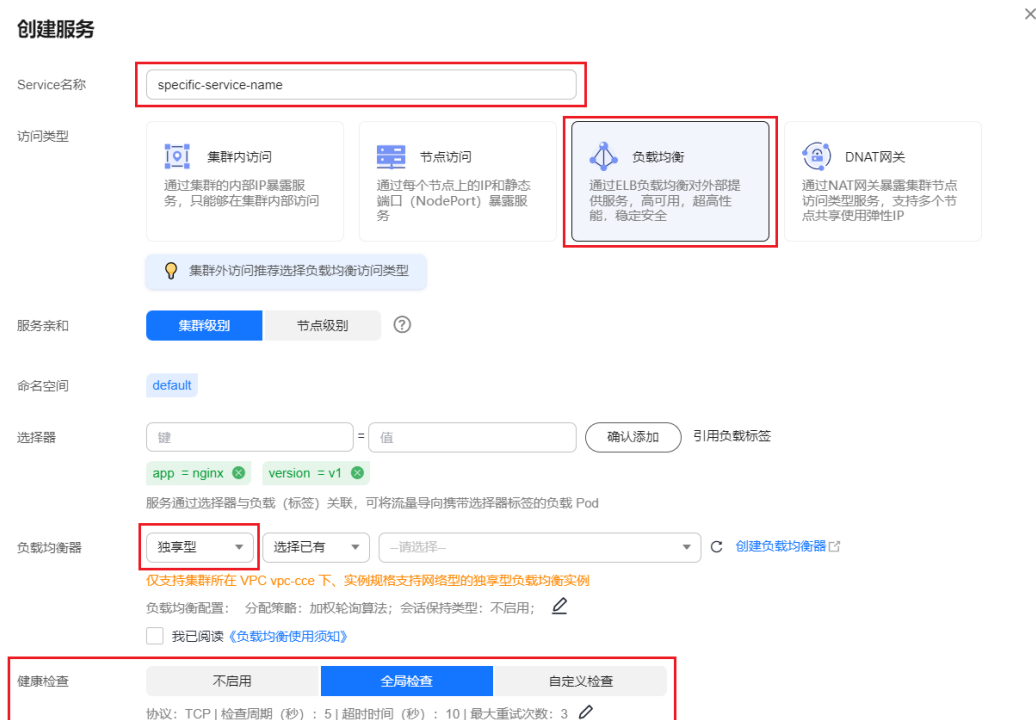 创建服务
Service名称
specific-service-name
访问类型
集群内访问
通过集群的内部IP暴露服
务，只能够在集群内部访问
节点访问
通过每个节点上的IP和静态
端口（NodePort）暴露服
务
负载均衡
通过ELB负载均衡对外部提
供服务，高可用，超高性
能，稳定安全
DNAT网关
通过NAT网关暴露集群节点
访问类型服务，支持多个节
点共享使用弹性IP
集群外访问推荐选择负载均衡访问类型
服务亲和
集群级别 节点级别
命名空间
default
选择器
键 = 值 确认添加 引用负载标签
app = nginx version = v1
服务通过选择器与负载（标签）关联，可将流量导向携带选择器标签的负载 Pod
负载均衡器
独享型 选择已有 --请选择-- 创建负载均衡器
仅支持集群所在 VPC vpc-cce 下、实例规格支持网络型的独享型负载均衡实例
负载均衡配置： 分配策略：加权轮询算法；会话保持类型：不启用；
我已阅读《负载均衡使用须知》
健康检查
不启用 全局检查 自定义检查
协议：TCP | 检查周期（秒）：5 | 超时时间（秒）：10 | 最大重试次数：3